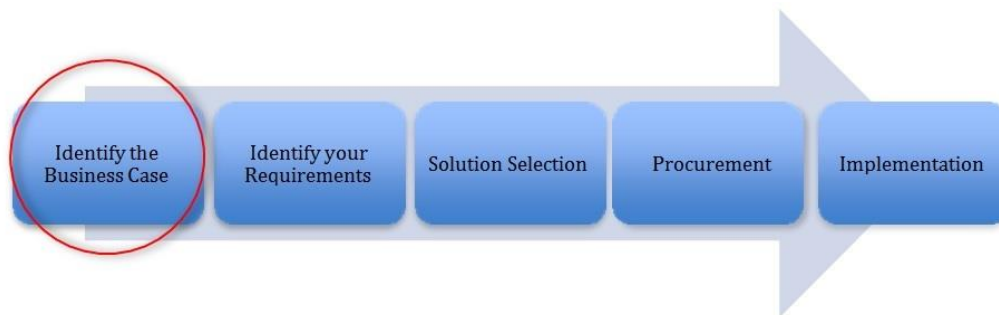 Identify the
Business Case
Identify your
Requirements
Solution Selection
Procurement
Implementation